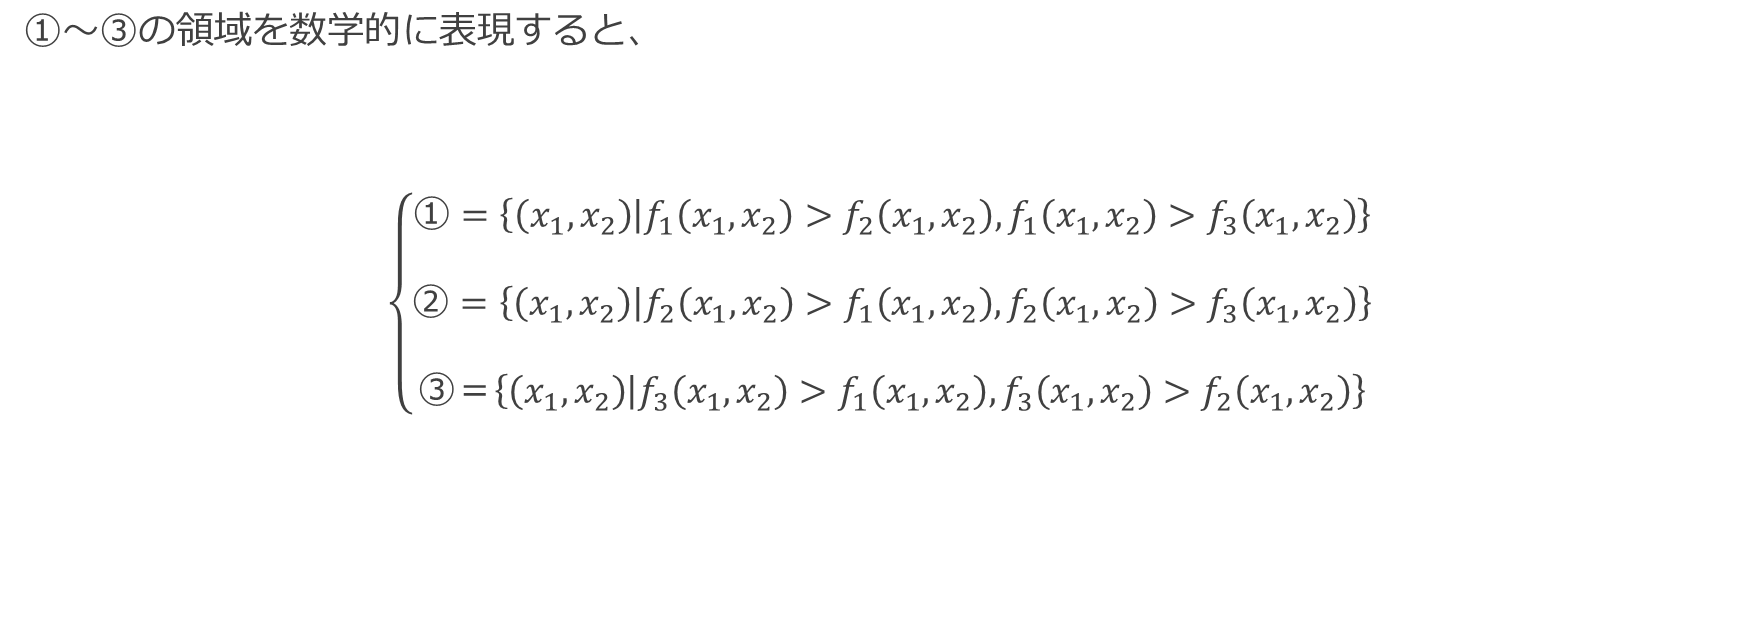 ①～③の領域を数学的に表現すると、
① = {(x₁, x₂)|f₁(x₁, x₂) > f₂(x₁, x₂), f₁(x₁, x₂) > f₃(x₁, x₂)}
② = {(x₁, x₂)|f₂(x₁, x₂) > f₁(x₁, x₂), f₂(x₁, x₂) > f₃(x₁, x₂)}
③ = {(x₁, x₂)|f₃(x₁, x₂) > f₁(x₁, x₂), f₃(x₁, x₂) > f₂(x₁, x₂)}